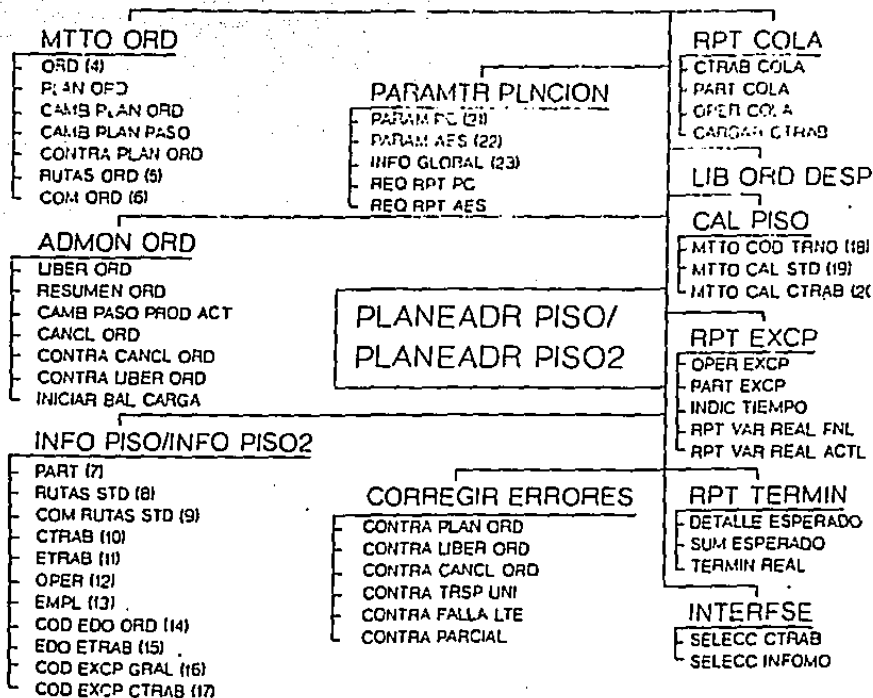 MTTO ORD
ORD (4)
PLAN ORD
CAMB PLAN ORD
CAMB PLAN PASO
CONTRA PLAN ORD
RUTAS ORD (5)
COM ORD (6)
ADMON ORD
LIBER ORD
RESUMEN ORD
CAMB PASO PROD ACT
CANCL ORD
CONTRA CANCL ORD
CONTRA LIBER ORD
INICIAR BAL CARGA
INFO PISO/INFO PISO2
PART (7)
RUTAS STD (8)
COM RUTAS STD (9)
CTRAB (10)
ETRAB (11)
OPER (12)
EMPL (13)
COD EDO ORD (14)
EDO ETRAB (15)
COD EXCP GRAL (16)
COD EXCP CTRAB (17)
PARAMTR PLNCION
PARAM PC (21)
PARAM AES (22)
INFO GLOBAL (23)
REQ RPT PC
REQ RPT AES
PLANEADR PISO/
PLANEADR PISO2
CORREGIR ERRORES
CONTRA PLAN ORD
CONTRA LIBER ORD
CONTRA CANCL ORD
CONTRA TRSP UNI
CONTRA FALLA LTE
CONTRA PARCIAL
RPT COLA
CTRAB COLA
PART COLA
OPER COLA
CARGAR CTRAB
LIB ORD DESP
CAL PISO
MTTO COD TRNO (18)
MTTO CAL STD (19)
MTTO CAL CTRAB (20
RPT EXCP
OPER EXCP
PART EXCP
INDIC TIEMPO
RPT VAR REAL FNL
RPT VAR REAL ACTL
RPT TERMIN
DETALLE ESPERADO
SUM ESPERADO
TERMIN REAL
INTERFSE
SELECC CTRAB
SELECC INFOMO